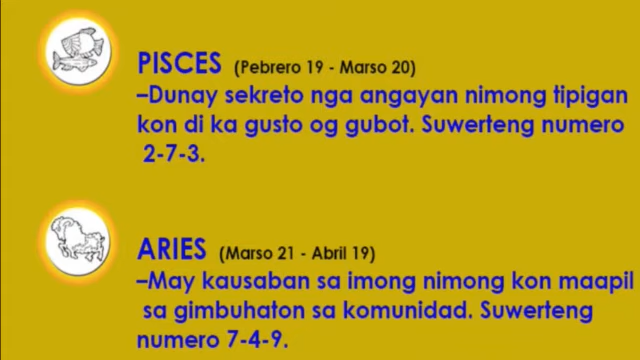 PISCES (Pebrero 19 - Marso 20)
–Dunay sekreto nga angayan nimong tipigan
kon di ka gusto og gubot. Suwerteng numero
2-7-3.
ARIES (Marso 21 - Abril 19)
–May kausaban sa imong nimong kon maapil
sa gimbuhaton sa komunidad. Suwerteng
numero 7-4-9.